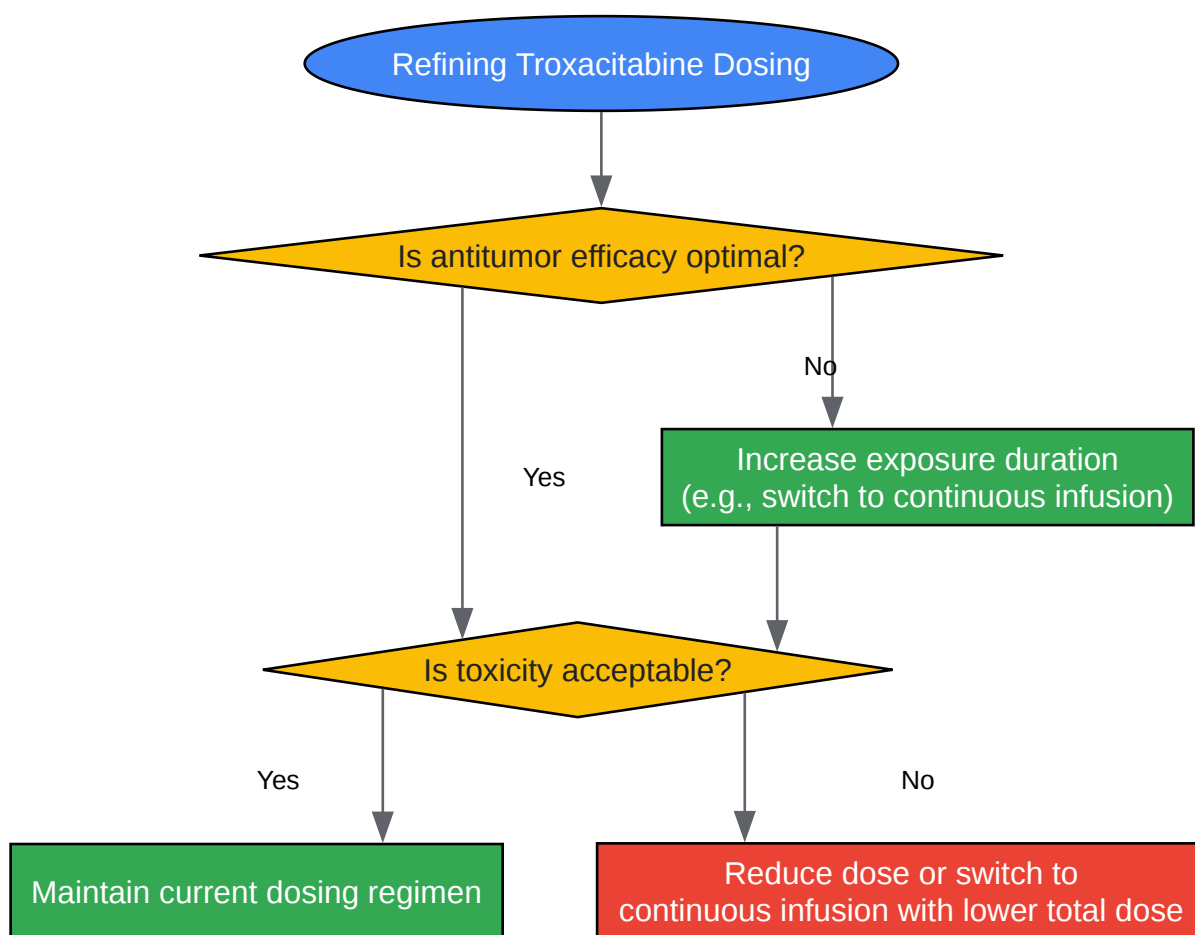 Refining Troxacitabine Dosing
Is antitumor efficacy optimal?
No
Increase exposure duration
(e.g., switch to continuous infusion)
Yes
Is toxicity acceptable?
Yes
No
Maintain current dosing regimen
Reduce dose or switch to
continuous infusion with lower total dose